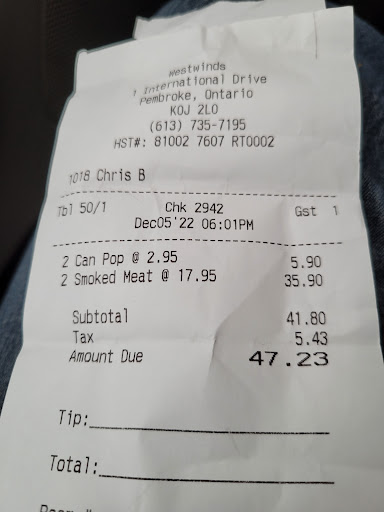 Westwinds
1 International Drive
Pembroke, Ontario
K0J 2L0
(613) 735-7195
HST#: 81002 7607 RT0002
1018 Chris B
Tbl 50/1 Chk 2942 Gst 1
Dec05'22 06:01PM
2 Can Pop @ 2.95 5.90
2 Smoked Meat @ 17.95 35.90
Subtotal 41.80
Tax 5.43
Amount Due 47.23
Tip:
Total: